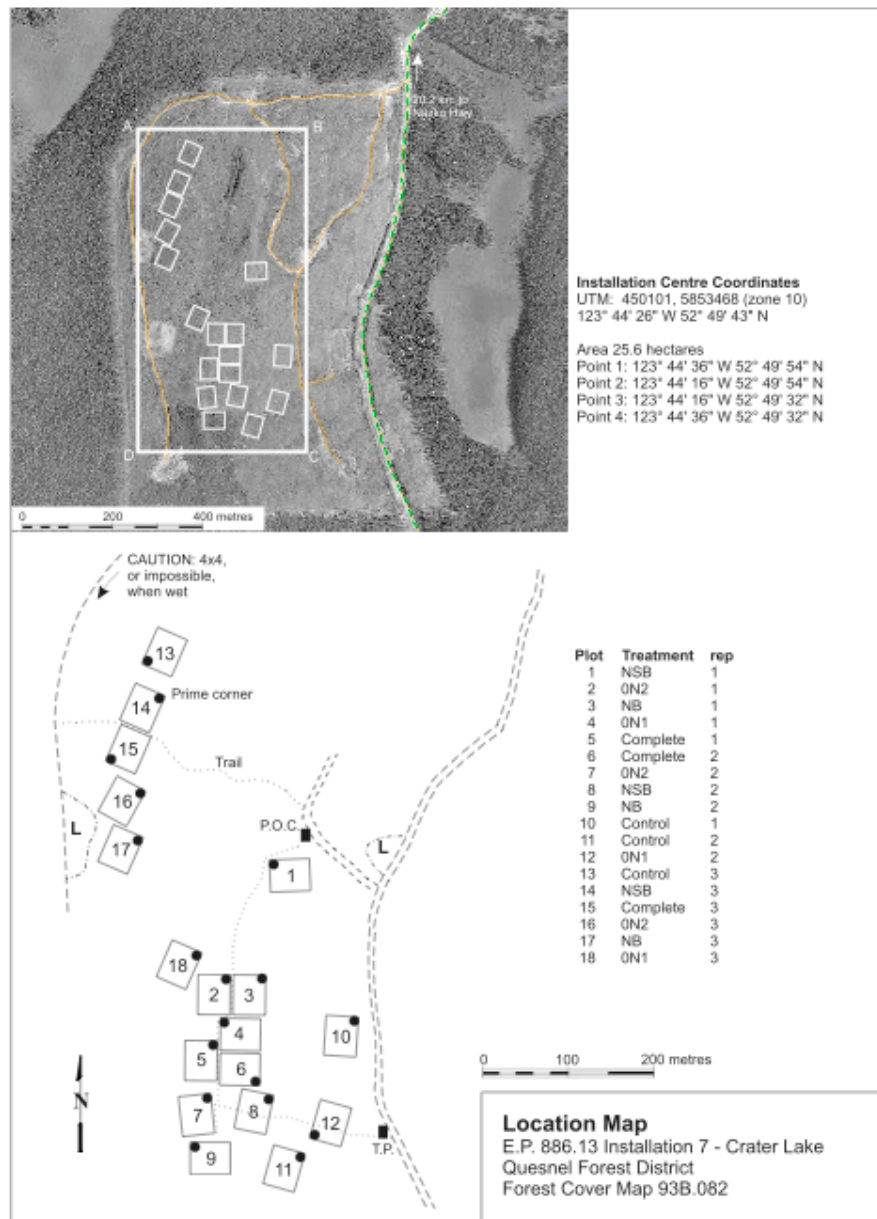 A
B
20.2 km to
Nazko Hwy
D
C
0 200 400 metres
Installation Centre Coordinates
UTM: 450101, 5853468 (zone 10)
123° 44' 26" W 52° 49' 43" N
Area 25.6 hectares
Point 1: 123° 44' 36" W 52° 49' 54" N
Point 2: 123° 44' 16" W 52° 49' 54" N
Point 3: 123° 44' 16" W 52° 49' 32" N
Point 4: 123° 44' 36" W 52° 49' 32" N
CAUTION: 4x4,
or impossible,
when wet
13
14
Prime corner
15
Trail
16
L
17
P.O.C.
L
1
18
2
3
4
10
5
6
7
8
12
T.P.
9
11
N
Plot Treatment rep
1 NSB 1
2 0N2 1
3 NB 1
4 0N1 1
5 Complete 1
6 Complete 2
7 0N2 2
8 NSB 2
9 NB 2
10 Control 1
11 Control 2
12 0N1 2
13 Control 3
14 NSB 3
15 Complete 3
16 0N2 3
17 NB 3
18 0N1 3
0 100 200 metres
Location Map
E.P. 886.13 Installation 7 - Crater Lake
Quesnel Forest District
Forest Cover Map 93B.082